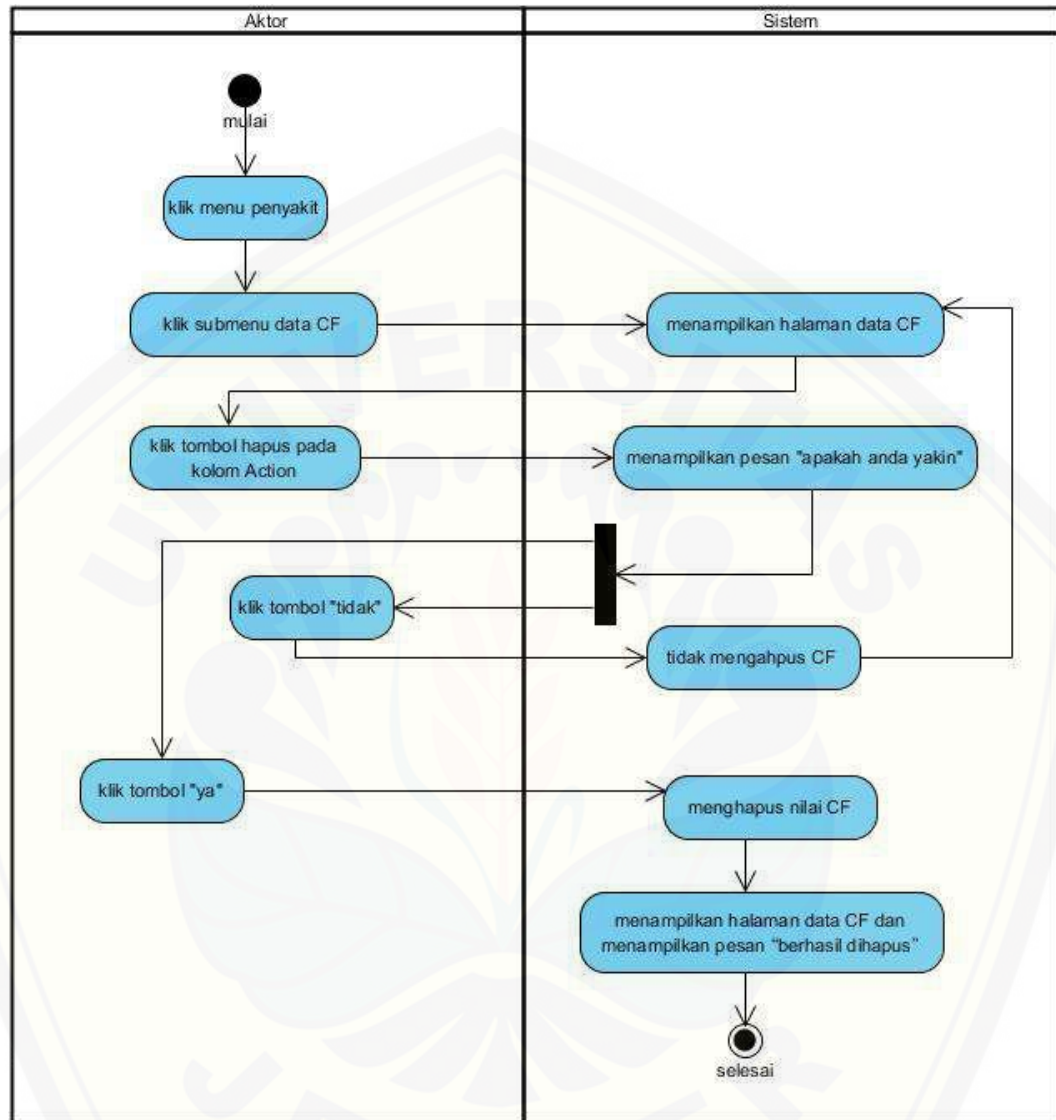 Aktor
Sistem
mulai
klik menu penyakit
klik submenu data CF
menampilkan halaman data CF
klik tombol hapus pada
kolom Action
menampilkan pesan "apakah anda yakin"
klik tombol "tidak"
tidak mengahpus CF
klik tombol "ya"
menghapus nilai CF
menampilkan halaman data CF dan
menampilkan pesan “berhasil dihapus”
selesai
UNIVERSITAS